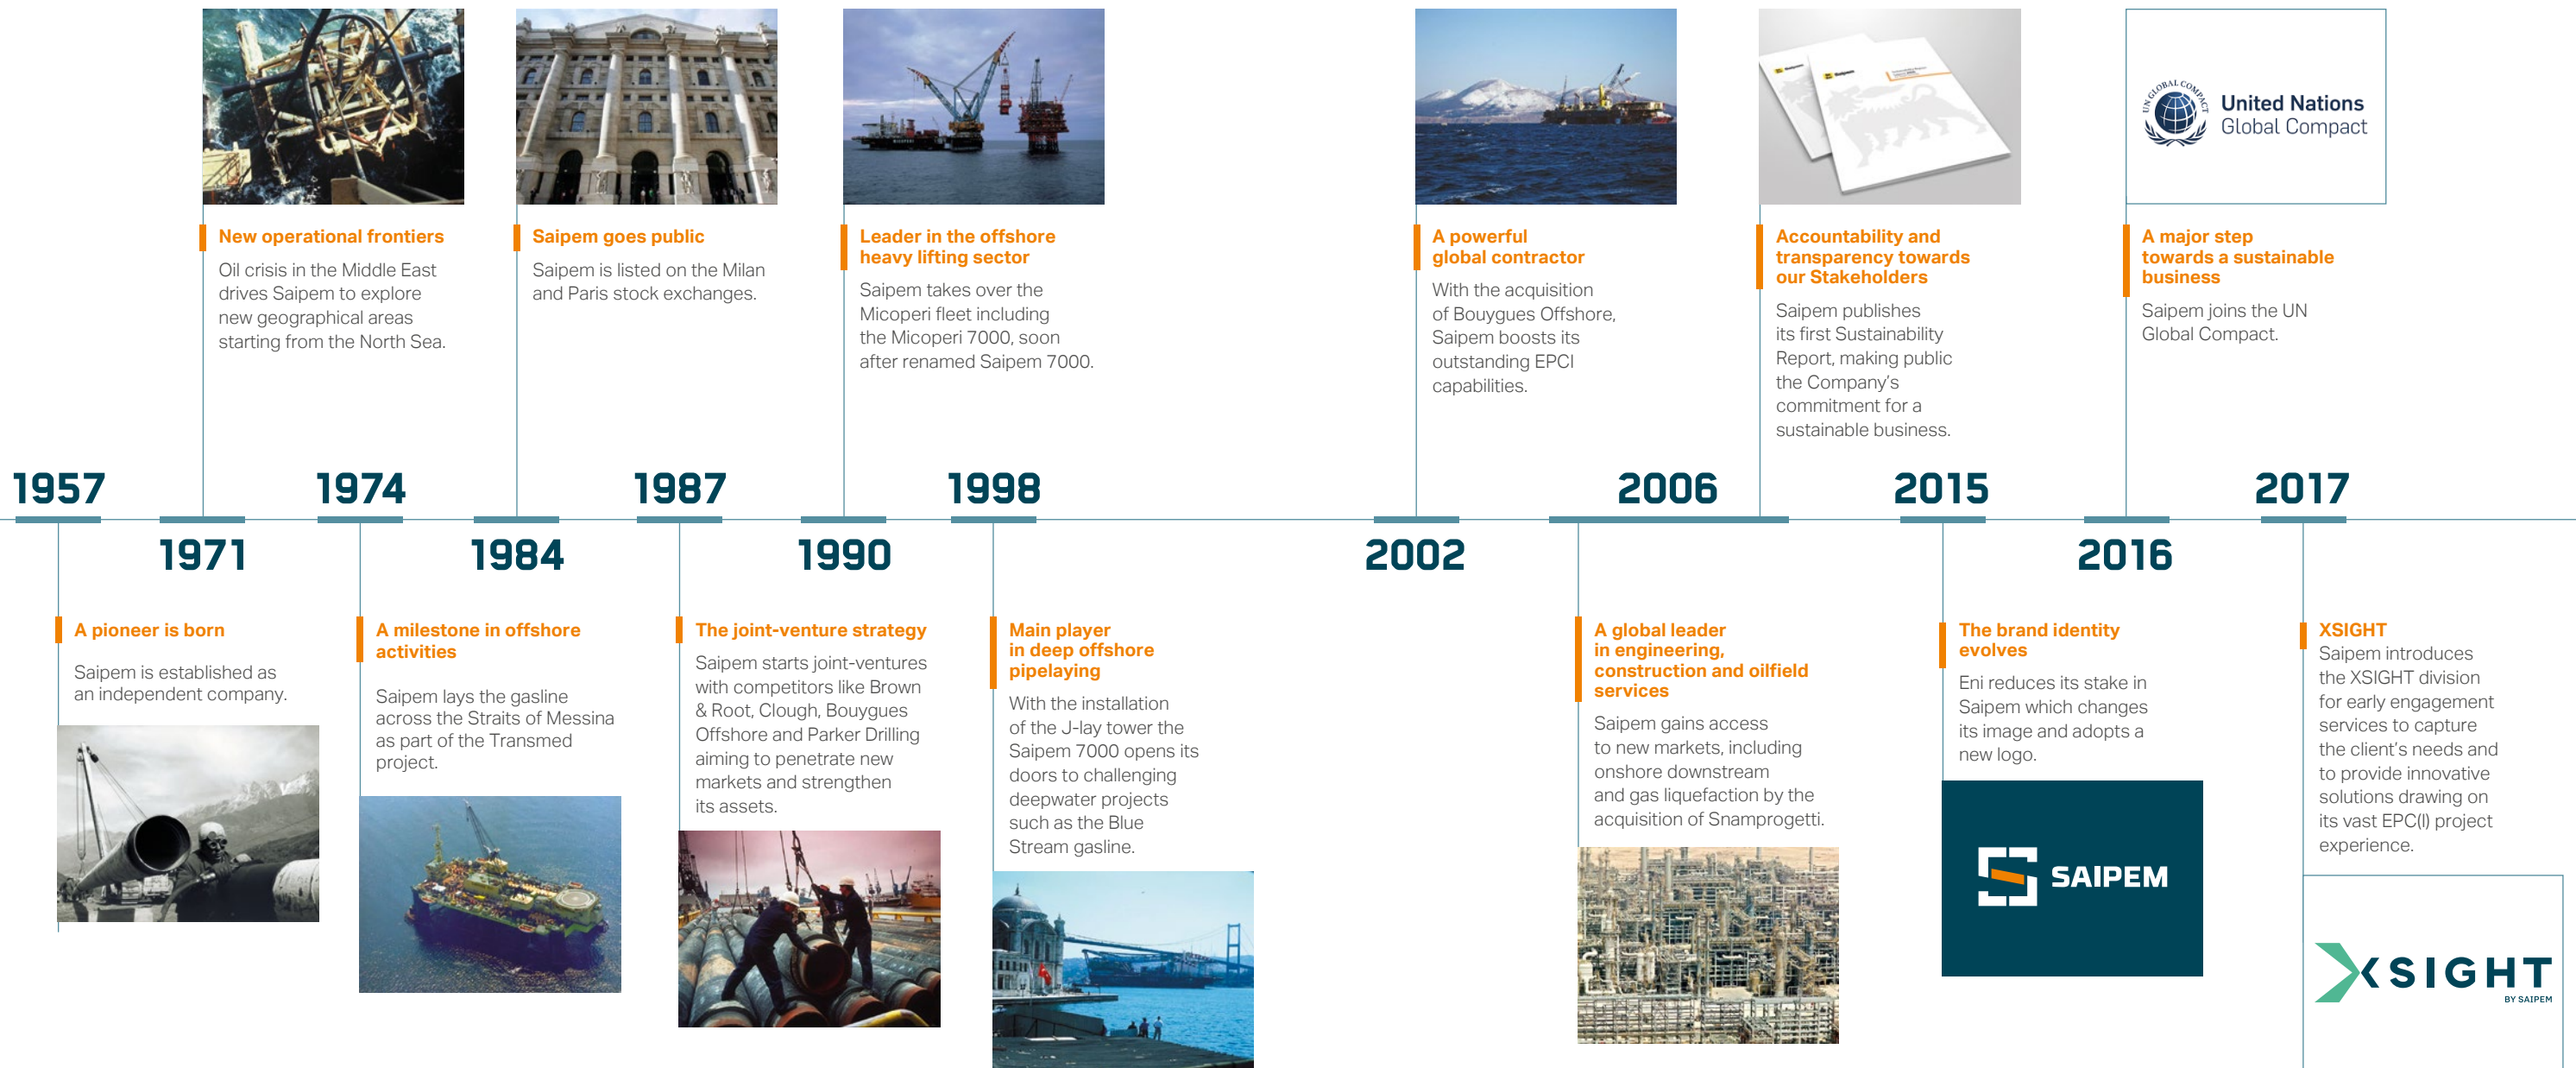 UN GLOBAL COMPACT
United Nations
Global Compact
New operational frontiers
Oil crisis in the Middle East
drives Saipem to explore
new geographical areas
starting from the North Sea.
Saipem goes public
Saipem is listed on the Milan
and Paris stock exchanges.
Leader in the offshore
heavy lifting sector
Saipem takes over the
Micoperi fleet including
the Micoperi 7000, soon
after renamed Saipem 7000.
A powerful
global contractor
With the acquisition
of Bouygues Offshore,
Saipem boosts its
outstanding EPCI
capabilities.
Accountability and
transparency towards
our Stakeholders
Saipem publishes
its first Sustainability
Report, making public
the Company's
commitment for a
sustainable business.
A major step
towards a sustainable
business
Saipem joins the UN
Global Compact.
1957
1974
1987
1998
2006
2015
2017
1971
1984
1990
2002
2016
A pioneer is born
Saipem is established as
an independent company.
A milestone in offshore
activities
Saipem lays the gasline
across the Straits of Messina
as part of the Transmed
project.
The joint-venture strategy
Saipem starts joint-ventures
with competitors like Brown
& Root, Clough, Bouygues
Offshore and Parker Drilling
aiming to penetrate new
markets and strengthen
its assets.
Main player
in deep offshore
pipelaying
With the installation
of the J-lay tower the
Saipem 7000 opens its
doors to challenging
deepwater projects
such as the Blue
Stream gasline.
A global leader
in engineering,
construction and oilfield
services
Saipem gains access
to new markets, including
onshore downstream
and gas liquefaction by the
acquisition of Snamprogetti.
The brand identity
evolves
Eni reduces its stake in
Saipem which changes
its image and adopts a
new logo.
SAIPEM
XSIGHT
Saipem introduces
the XSIGHT division
for early engagement
services to capture
the client's needs and
to provide innovative
solutions drawing on
its vast EPC(I) project
experience.
XSIGHT
BY SAIPEM